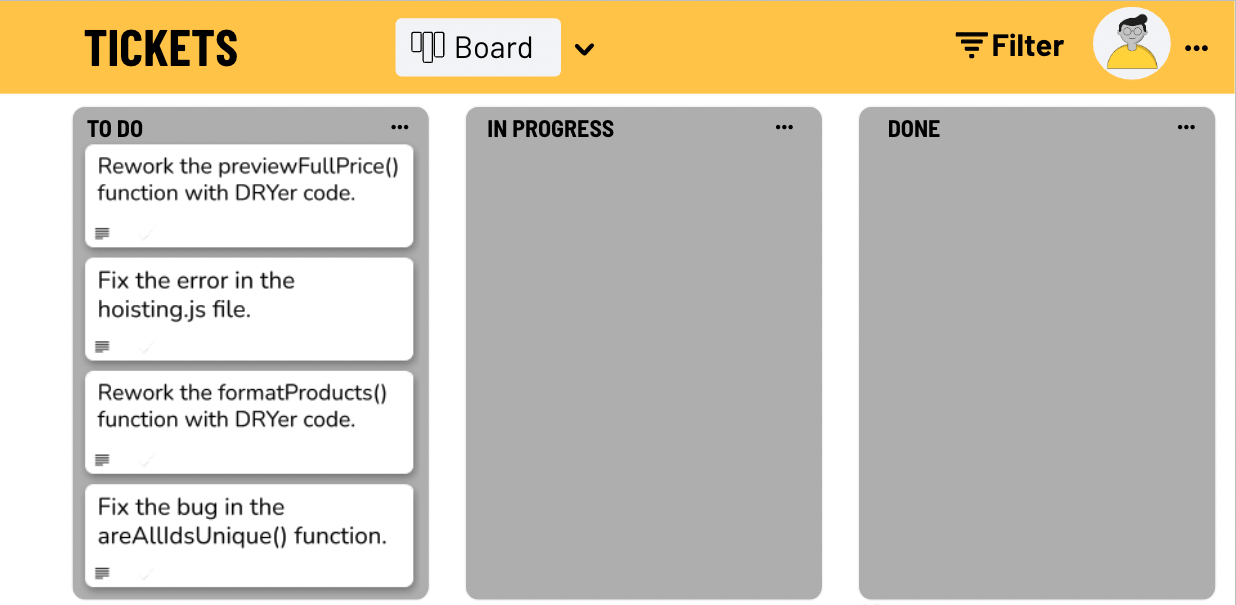 TICKETS
Board
Filter
TO DO
Rework the previewFullPrice()
function with DRYer code.
Fix the error in the
hoisting.js file.
Rework the formatProducts()
function with DRYer code.
Fix the bug in the
areAllIdsUnique() function.
IN PROGRESS
DONE